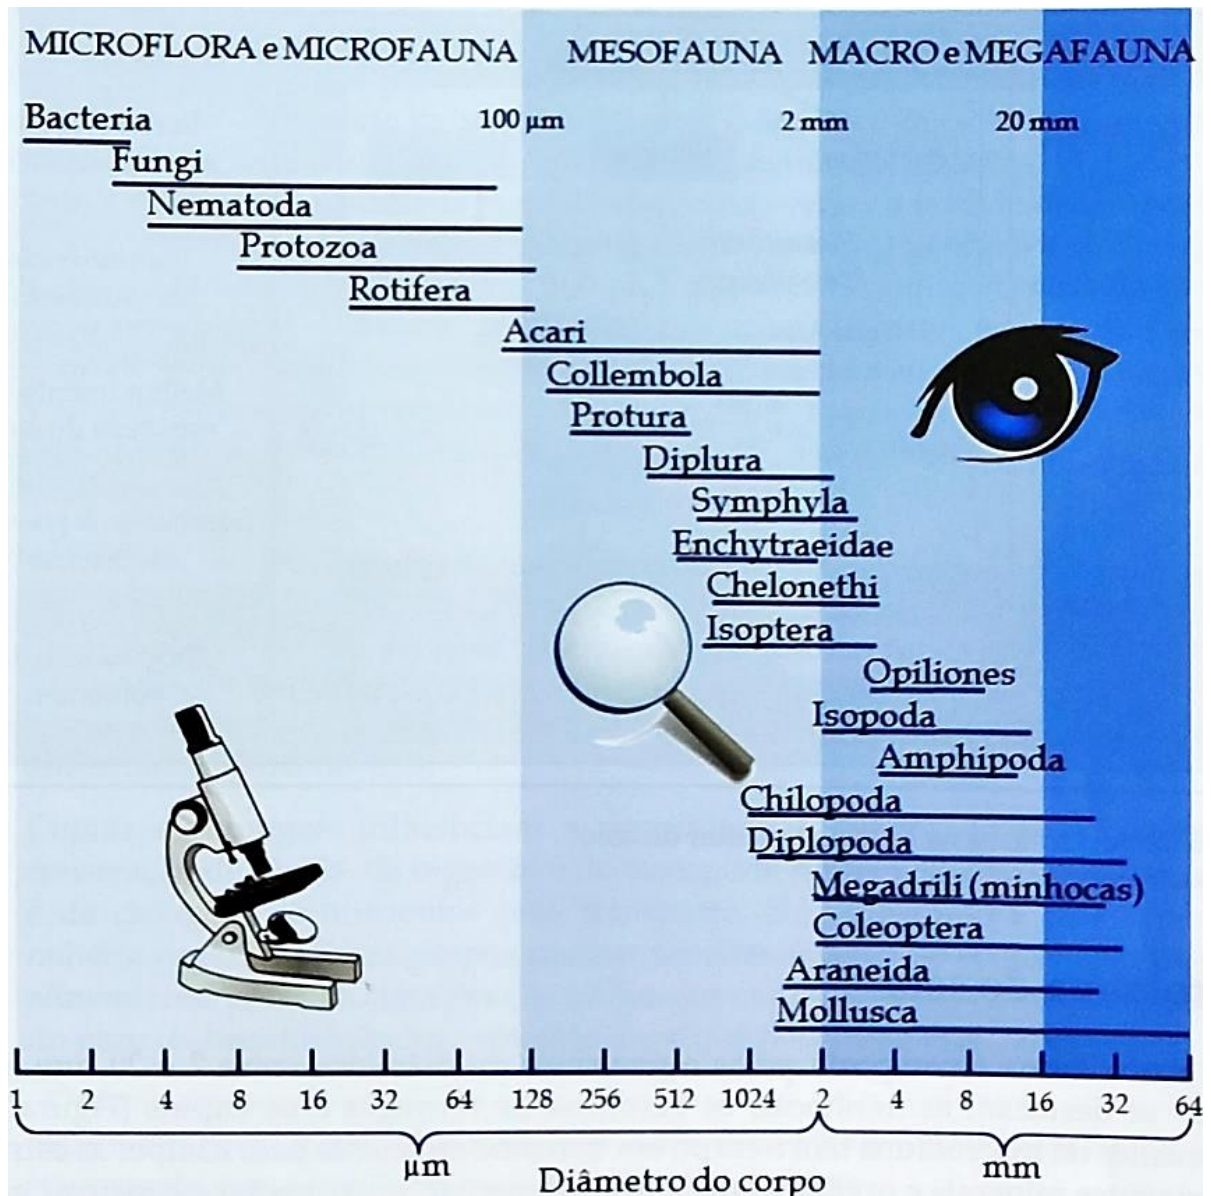 MICROFLORA e MICROFAUNA MESOFAUNA MACRO e MEGAFAUNA
Bacteria 100 µm 2 mm 20 mm
Fungi
Nematoda
Protozoa
Rotifera
Acari
Collembola
Protura
Diplura
Symphyla
Enchytraeidae
Chelonethi
Isoptera
Opiliones
Isopoda
Amphipoda
Chilopoda
Diplopoda
Megadrili (minhocas)
Coleoptera
Araneida
Mollusca
1 2 4 8 16 32 64 128 256 512 1024 2 4 8 16 32 64
µm mm
Diâmetro do corpo